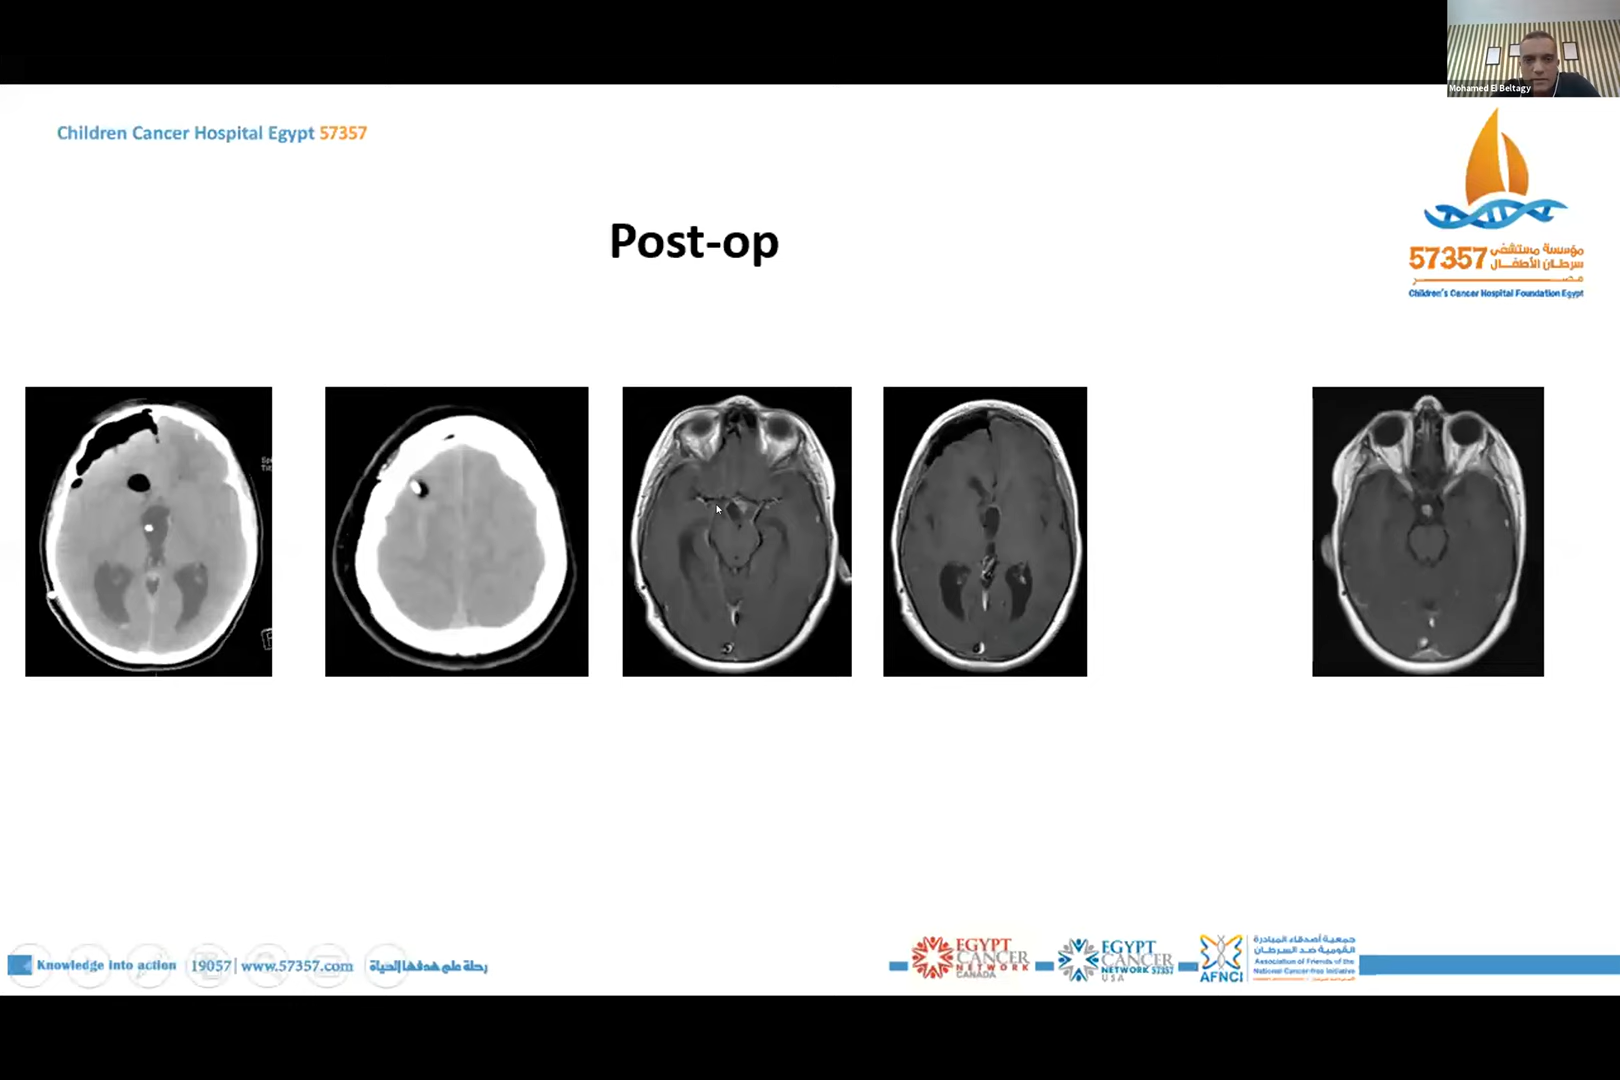 Mohamed El Beltagy
Children Cancer Hospital Egypt 57357
Post-op
مؤسسة مستشفى
57357 سرطان الأطفال
مصر
Children's Cancer Hospital Foundation Egypt
Knowledge into action
19057 | www.57357.com
رحلة علي هدفها الحياة
EGYPT
CANCER
NETWORK
CANADA
EGYPT
CANCER
NETWORK 57357
USA
AFNCI
جمعية أصدقاء المبادرة
القومية ضد السرطان
Association of Friends of the
National Cancer-free Initiative